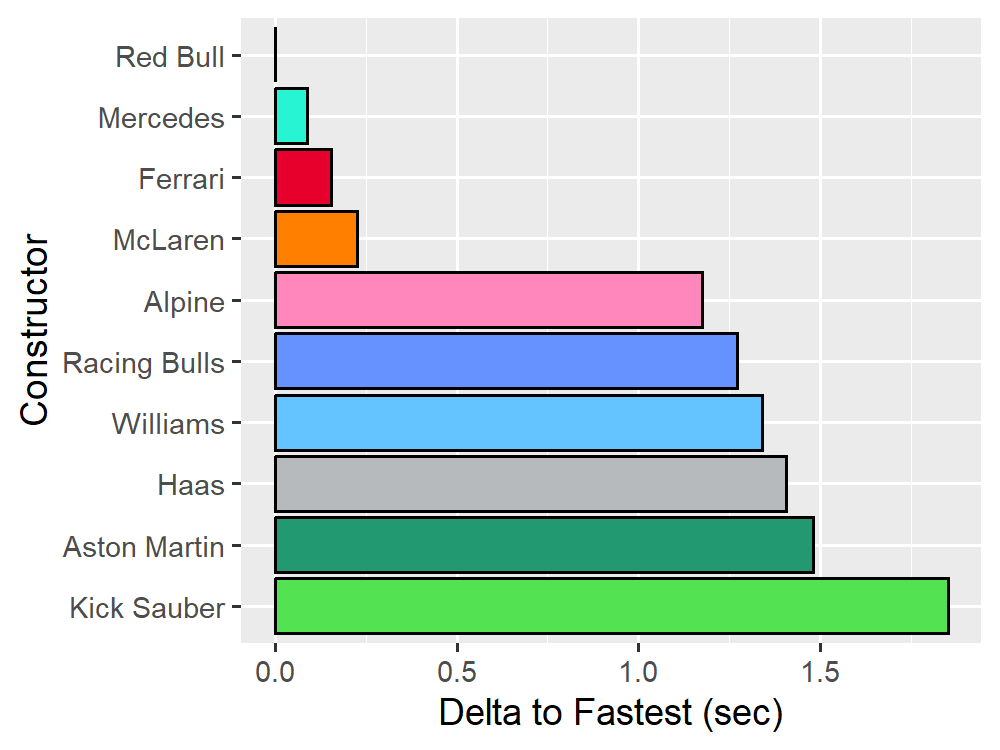 Constructor
Red Bull
Mercedes
Ferrari
McLaren
Alpine
Racing Bulls
Williams
Haas
Aston Martin
Kick Sauber
0.0 0.5 1.0 1.5
Delta to Fastest (sec)